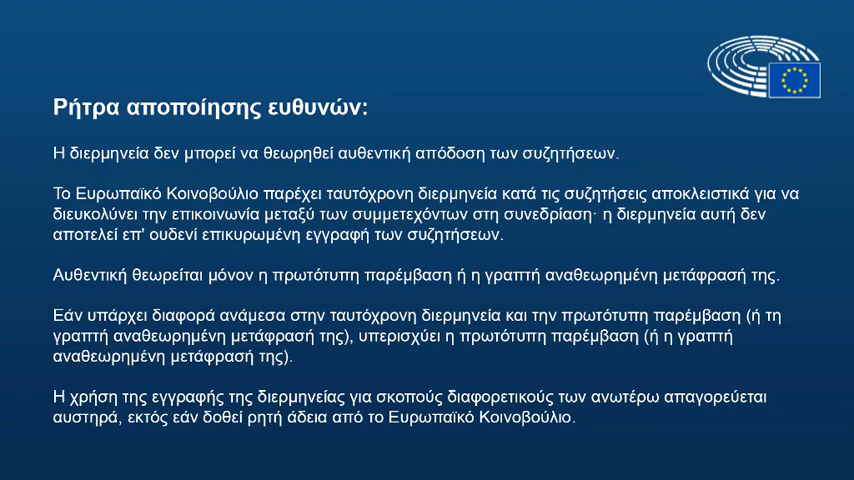 Ρήτρα αποποίησης ευθυνών:
Η διερμηνεία δεν μπορεί να θεωρηθεί αυθεντική απόδοση των συζητήσεων.
Το Ευρωπαϊκό Κοινοβούλιο παρέχει ταυτόχρονη διερμηνεία κατά τις συζητήσεις αποκλειστικά για να
διευκολύνει την επικοινωνία μεταξύ των συμμετεχόντων στη συνεδρίαση· η διερμηνεία αυτή δεν
αποτελεί επ' ουδενί επικυρωμένη εγγραφή των συζητήσεων.
Αυθεντική θεωρείται μόνον η πρωτότυπη παρέμβαση ή η γραπτή αναθεωρημένη μετάφρασή της.
Εάν υπάρχει διαφορά ανάμεσα στην ταυτόχρονη διερμηνεία και την πρωτότυπη παρέμβαση (ή τη
γραπτή αναθεωρημένη μετάφρασή της), υπερισχύει η πρωτότυπη παρέμβαση (ή η γραπτή
αναθεωρημένη μετάφρασή της).
Η χρήση της εγγραφής της διερμηνείας για σκοπούς διαφορετικούς των ανωτέρω απαγορεύεται
αυστηρά, εκτός εάν δοθεί ρητή άδεια από το Ευρωπαϊκό Κοινοβούλιο.